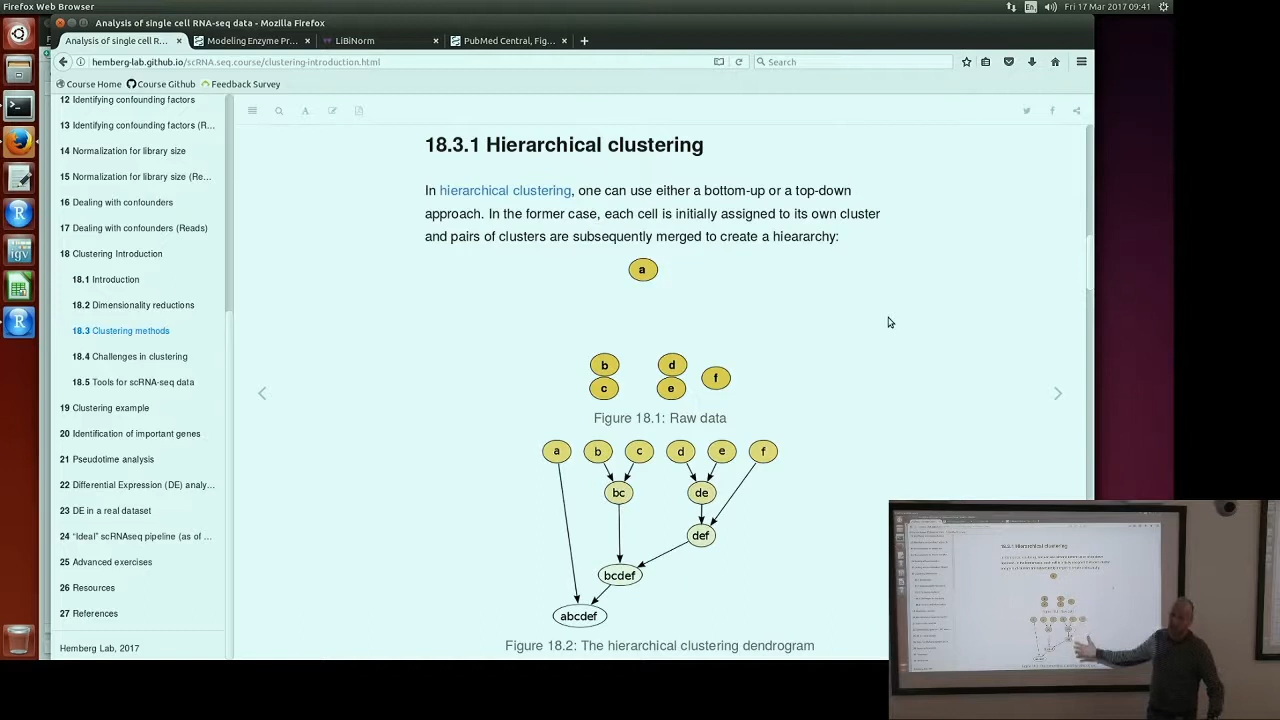 Firefox Web Browser
En
Fri 17 Mar 2017 09:41
Analysis of single cell RNA-seq data - Mozilla Firefox
Analysis of single cell R... ×
Modeling Enzyme Pr... ×
LiBiNorm ×
PubMed Central, Fig... ×
hemberg-lab.github.io/scRNA.seq.course/clustering-introduction.html
Search
Course Home
Course Github
Feedback Survey
12 Identifying confounding factors
13 Identifying confounding factors (R...
14 Normalization for library size
15 Normalization for library size (Re...
16 Dealing with confounders
17 Dealing with confounders (Reads)
18 Clustering Introduction
18.1 Introduction
18.2 Dimensionality reductions
18.3 Clustering methods
18.4 Challenges in clustering
18.5 Tools for scRNA-seq data
19 Clustering example
20 Identification of important genes
21 Pseudotime analysis
22 Differential Expression (DE) analy...
23 DE in a real dataset
24 “Ideal” scRNAseq pipeline (as of ...
25 Advanced exercises
26 Resources
27 References
Hemberg Lab, 2017
A
18.3.1 Hierarchical clustering
In hierarchical clustering, one can use either a bottom-up or a top-down
approach. In the former case, each cell is initially assigned to its own cluster
and pairs of clusters are subsequently merged to create a hieararchy:
a
b d
f
c e
Figure 18.1: Raw data
a b c d e f
bc de
def
bcdef
abcdef
Figure 18.2: The hierarchical clustering dendrogram
R
igv
R
18.3.1 Hierarchical clustering